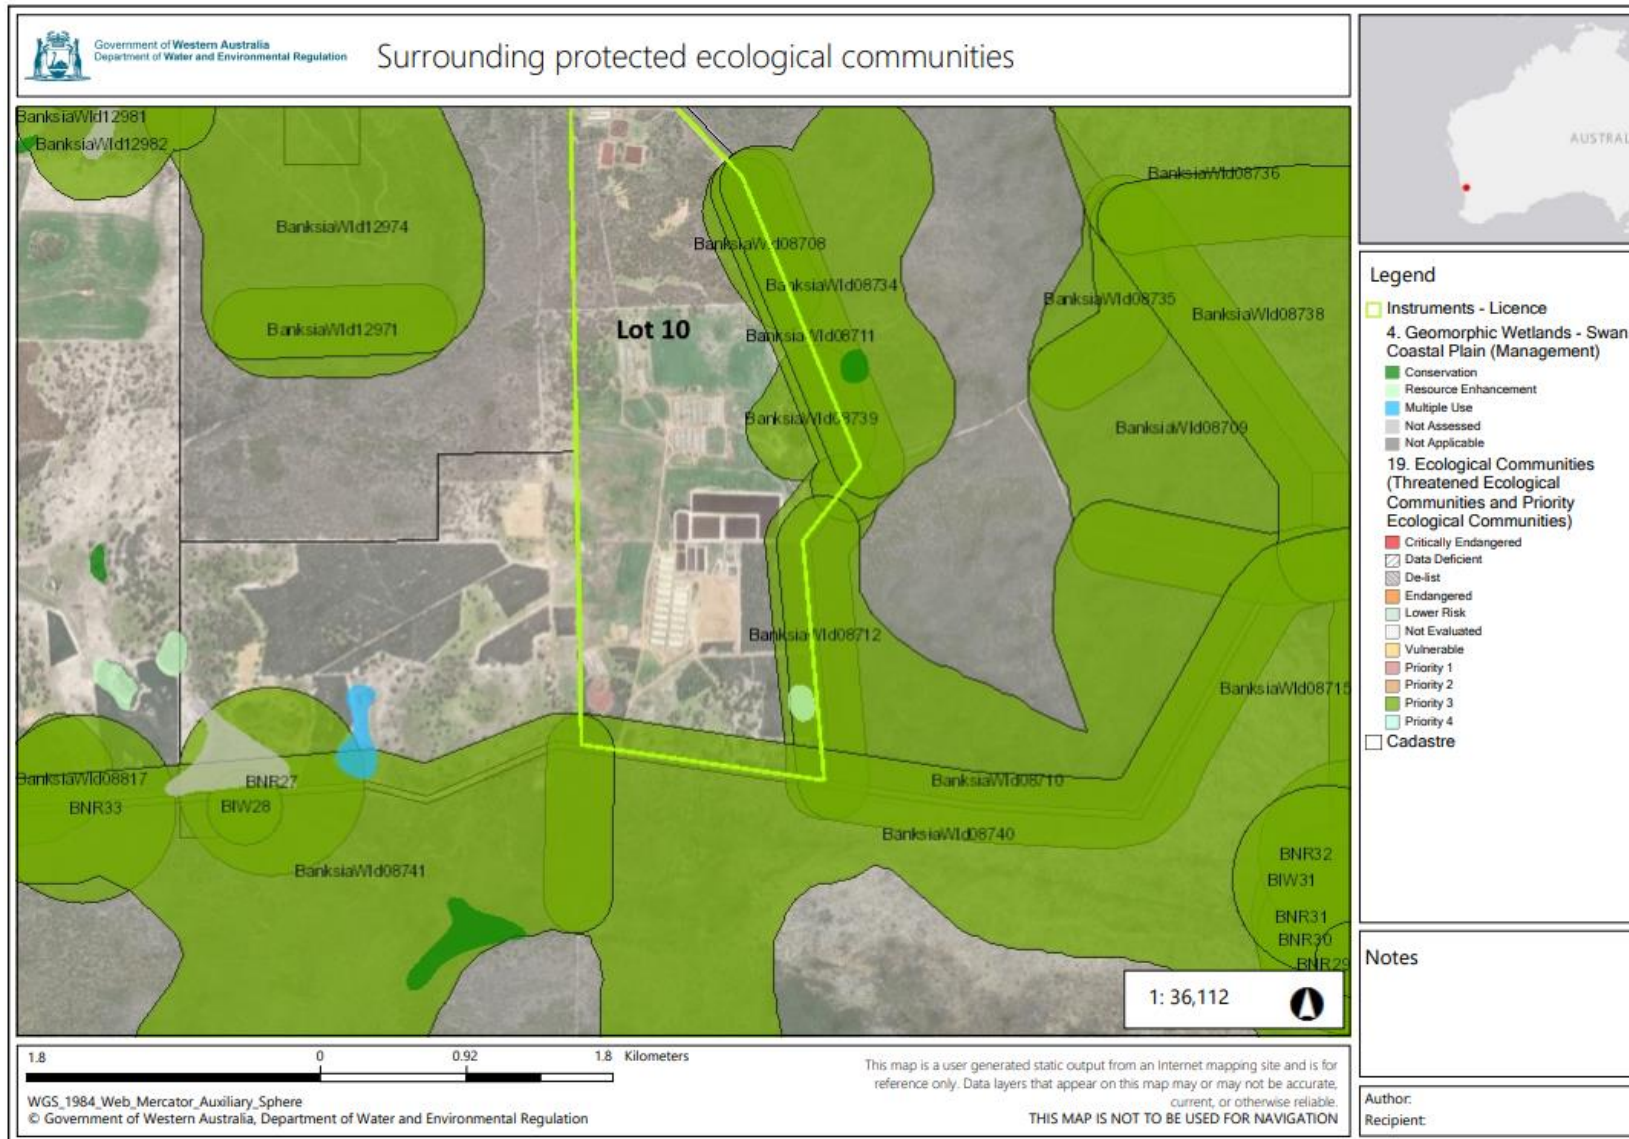 Government of Western Australia
Department of Water and Environmental Regulation
Surrounding protected ecological communities
BanksiaWld12981
BanksiaWld12982
BanksiaWld12974
BanksiaWld12971
Lot 10
BanksiaWld08708
BanksiaWld08734
BanksiaWld08711
BanksiaWld08739
BanksiaWld08736
BanksiaWld08735
BanksiaWld08738
BanksiaWld08709
BanksiaWld08712
BanksiaWld08715
BanksiaWld08817
BNR33
BNR27
BIW28
BanksiaWld08710
BanksiaWld08740
BanksiaWld08741
BNR32
BIW31
BNR31
BNR30
BNR29
1: 36,112
AUSTRAL
Legend
Instruments - Licence
4. Geomorphic Wetlands - Swan
Coastal Plain (Management)
Conservation
Resource Enhancement
Multiple Use
Not Assessed
Not Applicable
19. Ecological Communities
(Threatened Ecological
Communities and Priority
Ecological Communities)
Critically Endangered
Data Deficient
De-list
Endangered
Lower Risk
Not Evaluated
Vulnerable
Priority 1
Priority 2
Priority 3
Priority 4
Cadastre
Notes
Author:
Recipient:
1.8 0 0.92 1.8 Kilometers
WGS_1984_Web_Mercator_Auxiliary_Sphere
© Government of Western Australia, Department of Water and Environmental Regulation
This map is a user generated static output from an Internet mapping site and is for
reference only. Data layers that appear on this map may or may not be accurate,
current, or otherwise reliable.
THIS MAP IS NOT TO BE USED FOR NAVIGATION